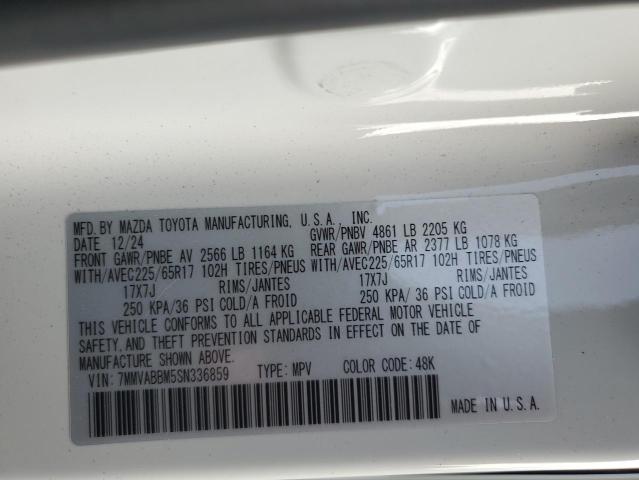 MFD. BY MAZDA TOYOTA MANUFACTURING, U.S.A. INC.
DATE 12/24 GVWR/PNBV 4861 LB 2205 KG
FRONT GAWR/PNBE AV 2566 LB 1164 KG REAR GAWR/PNBE AR 2377 LB 1078 KG
WITH/AVEC225/65R17 102H TIRES/PNEUS WITH/AVEC225/65R17 102H TIRES/PNEUS
17X7J RIMS/JANTES 17X7J RIMS/JANTES
250 KPA/36 PSI COLD/A FROID 250 KPA/ 36 PSI COLD/A FROID
THIS VEHICLE CONFORMS TO ALL APPLICABLE FEDERAL MOTOR VEHICLE
SAFETY, AND THEFT PREVENTION STANDARDS IN EFFECT ON THE DATE OF
MANUFACTURE SHOWN ABOVE.
VIN: 7MMVABBM5SN336859 TYPE: MPV COLOR CODE: 48K
MADE IN U.S.A.